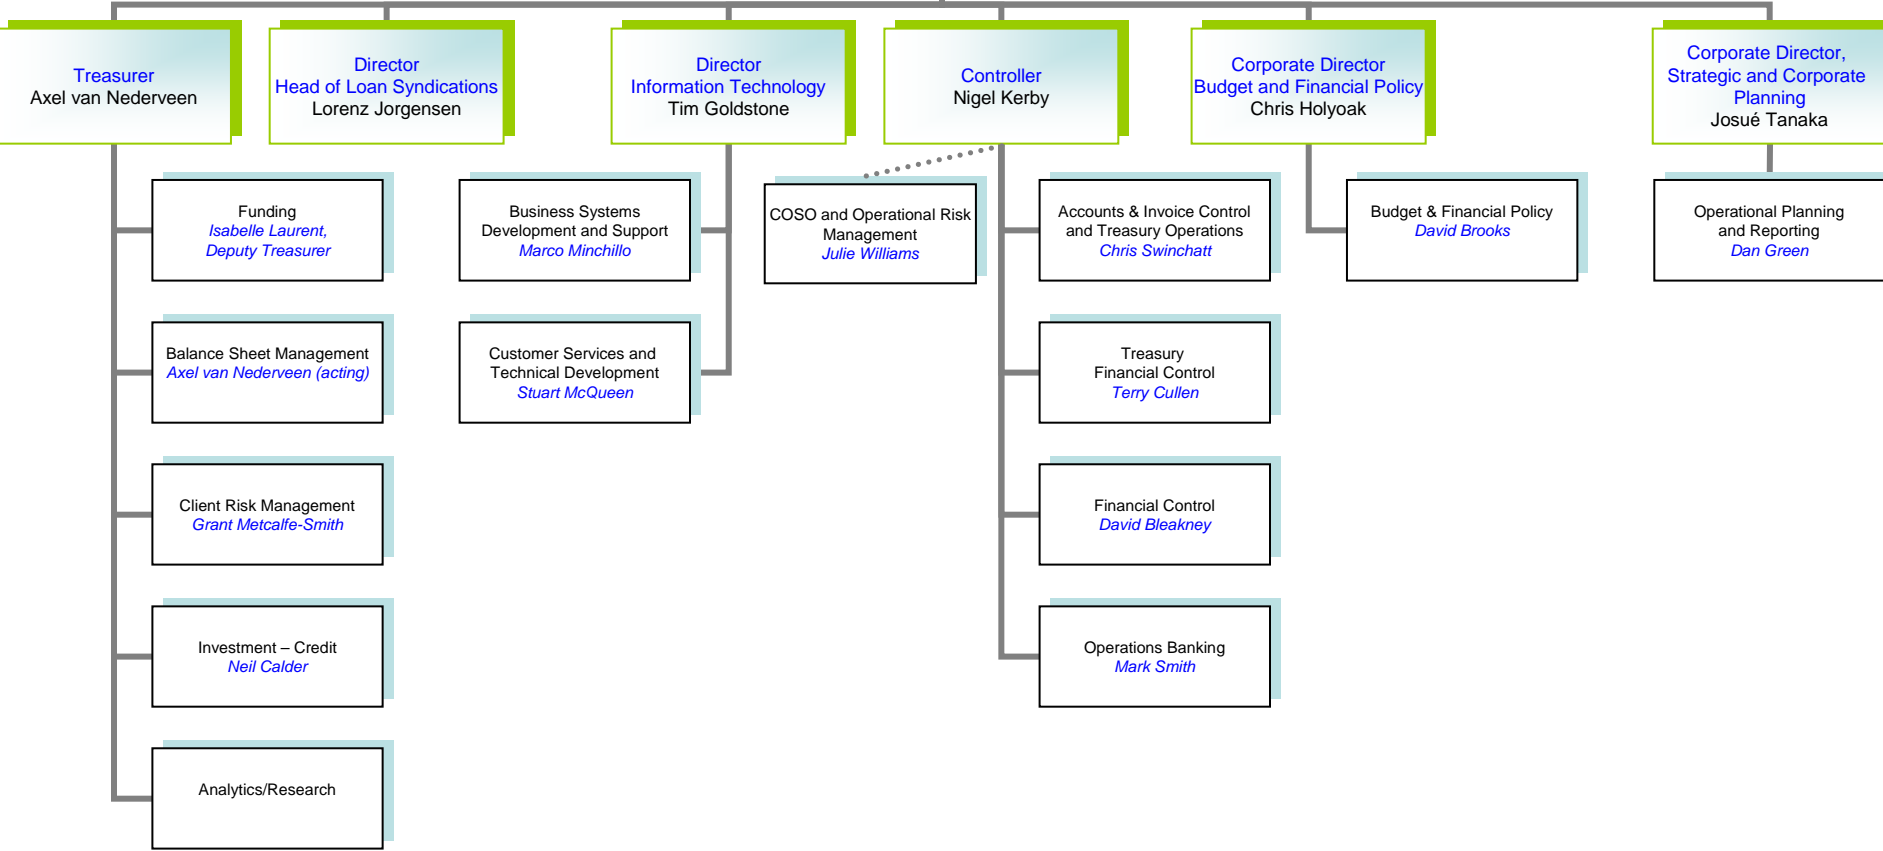 Treasurer
Axel van Nederveen
Director
Head of Loan Syndications
Lorenz Jorgensen
Director
Information Technology
Tim Goldstone
Controller
Nigel Kerby
Corporate Director
Budget and Financial Policy
Chris Holyoak
Corporate Director,
Strategic and Corporate
Planning
Josué Tanaka
Funding
Isabelle Laurent,
Deputy Treasurer
Business Systems
Development and Support
Marco Minchillo
COSO and Operational Risk
Management
Julie Williams
Accounts & Invoice Control
and Treasury Operations
Chris Swinchatt
Budget & Financial Policy
David Brooks
Operational Planning
and Reporting
Dan Green
Balance Sheet Management
Axel van Nederveen (acting)
Customer Services and
Technical Development
Stuart McQueen
Treasury
Financial Control
Terry Cullen
Client Risk Management
Grant Metcalfe-Smith
Financial Control
David Bleakney
Investment – Credit
Neil Calder
Operations Banking
Mark Smith
Analytics/Research